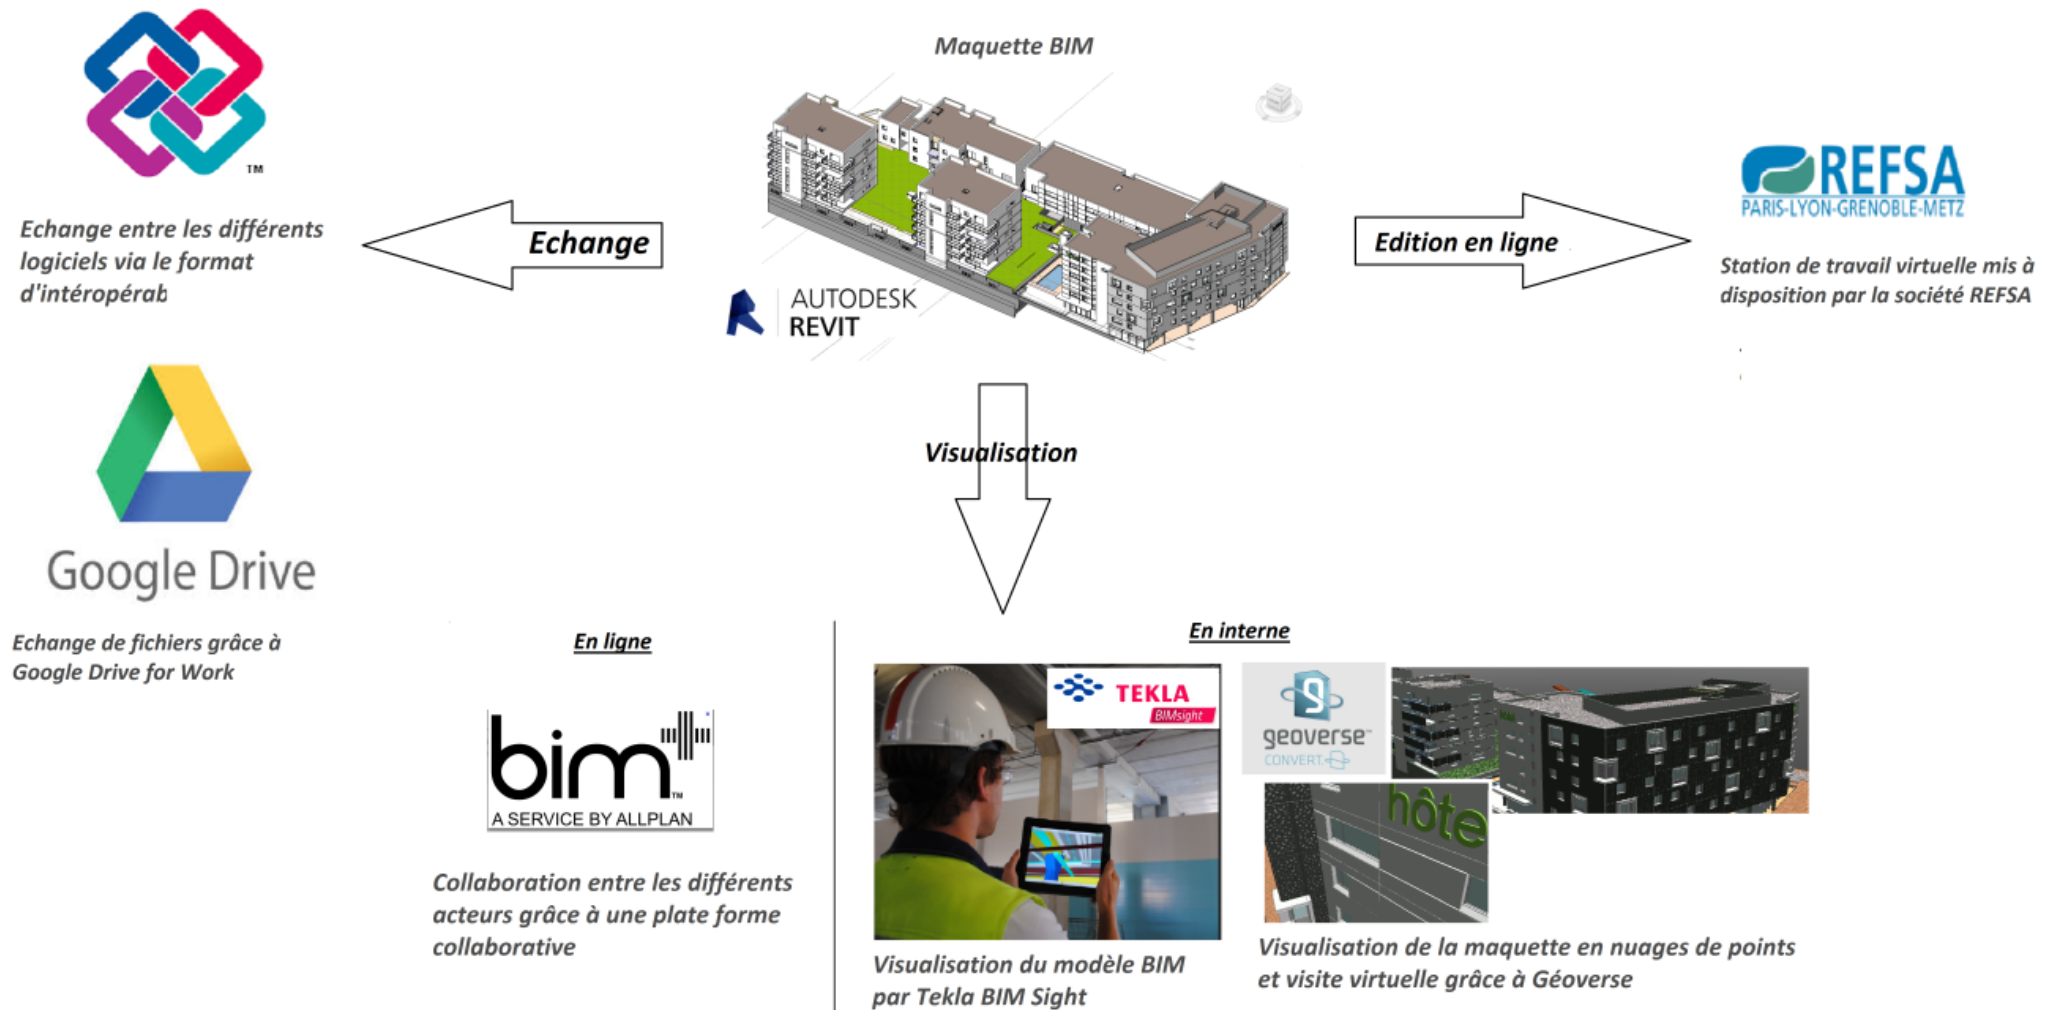 Maquette BIM
TM
Echange entre les différents
logiciels via le format
d'intéropérab
Echange
AUTODESK
REVIT
Edition en ligne
REFSA
PARIS-LYON-GRENOBLE-METZ
Station de travail virtuelle mis à
disposition par la société REFSA
Google Drive
Echange de fichiers grâce à
Google Drive for Work
Visualisation
En ligne
bim
TM
A SERVICE BY ALLPLAN
Collaboration entre les différents
acteurs grâce à une plate forme
collaborative
En interne
TEKLA
BIMsight
Visualisation du modèle BIM
par Tekla BIM Sight
geoverse
CONVERT
hôte
Visualisation de la maquette en nuages de points
et visite virtuelle grâce à Géoverse